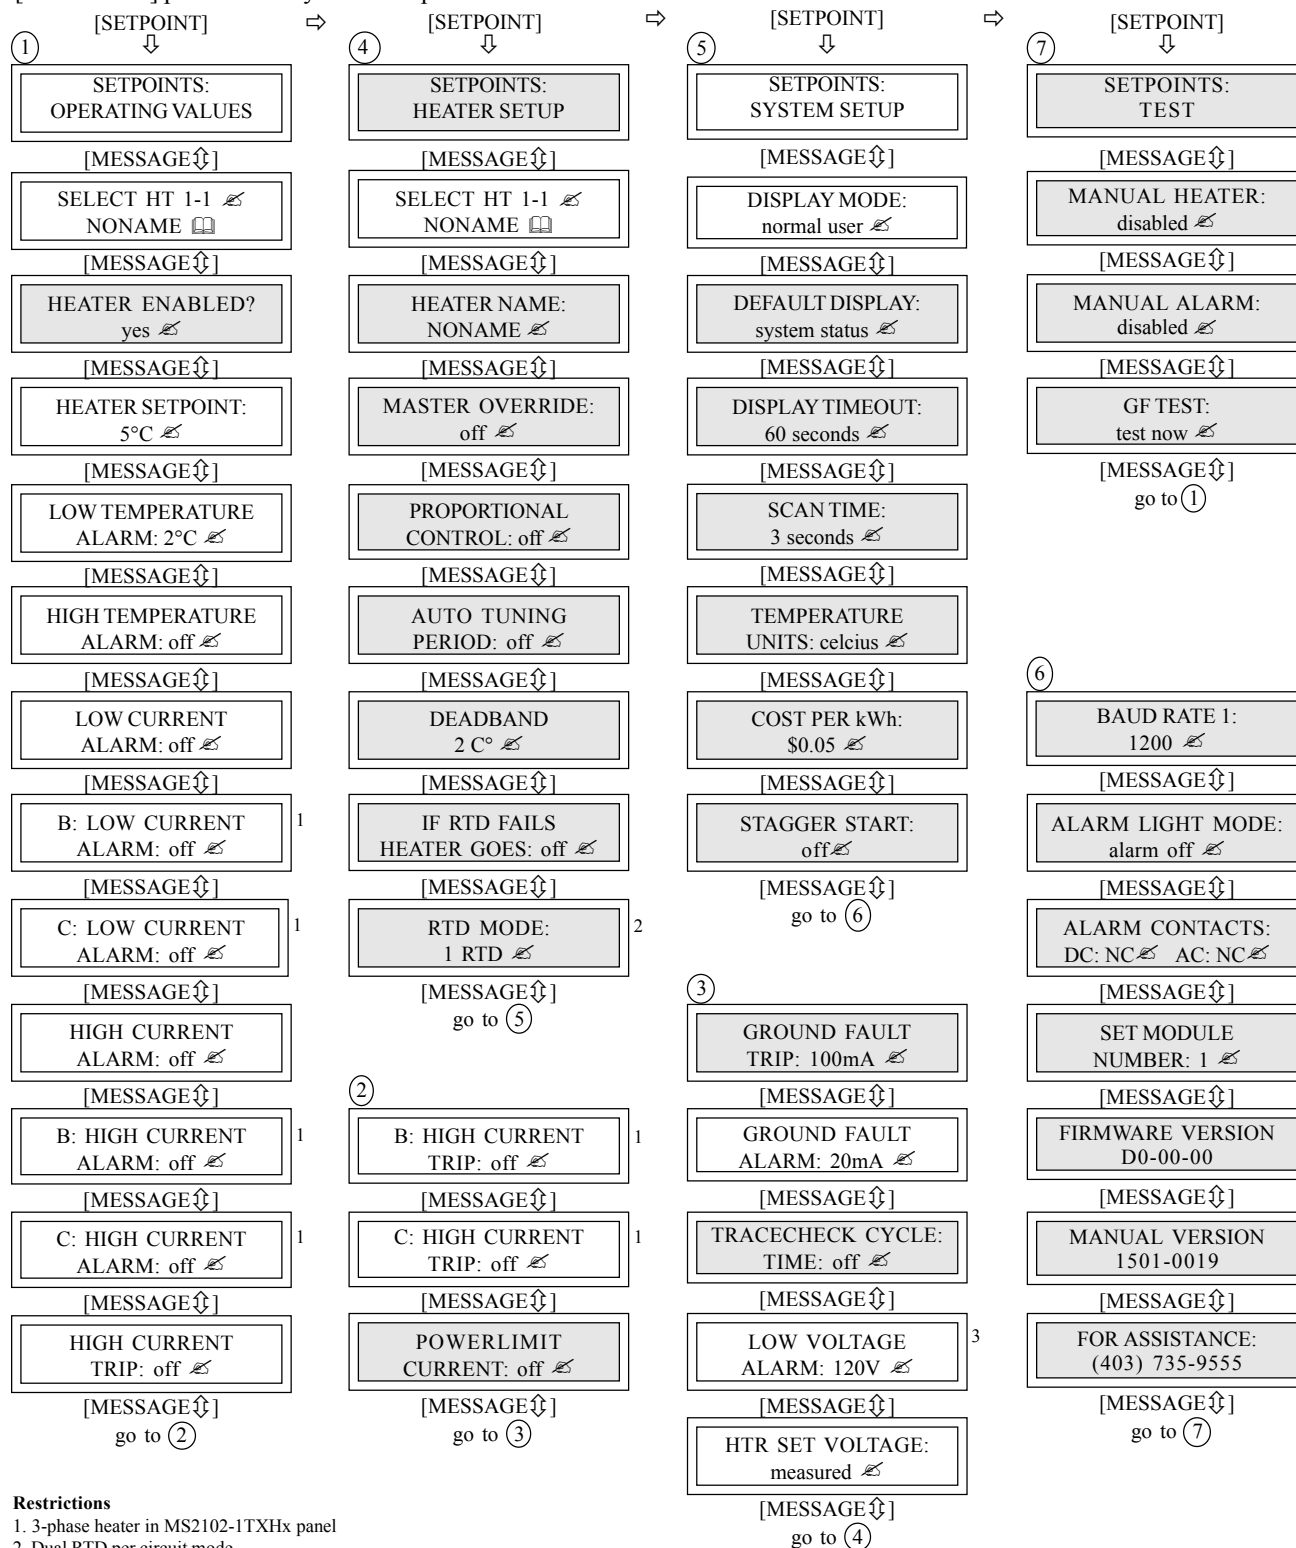 [SETPOINT]
①
SETPOINTS:
OPERATING VALUES
[MESSAGE⇕]
SELECT HT 1-1 ✍
NONAME 🕮
[MESSAGE⇕]
HEATER ENABLED?
yes ✍
[MESSAGE⇕]
HEATER SETPOINT:
5°C ✍
[MESSAGE⇕]
LOW TEMPERATURE
ALARM: 2°C ✍
[MESSAGE⇕]
HIGH TEMPERATURE
ALARM: off ✍
[MESSAGE⇕]
LOW CURRENT
ALARM: off ✍
[MESSAGE⇕]
B: LOW CURRENT 1
ALARM: off ✍
[MESSAGE⇕]
C: LOW CURRENT 1
ALARM: off ✍
[MESSAGE⇕]
HIGH CURRENT
ALARM: off ✍
[MESSAGE⇕]
B: HIGH CURRENT 1
ALARM: off ✍
[MESSAGE⇕]
C: HIGH CURRENT 1
ALARM: off ✍
[MESSAGE⇕]
HIGH CURRENT
TRIP: off ✍
[MESSAGE⇕]
go to ②
[SETPOINT]
④
SETPOINTS:
HEATER SETUP
[MESSAGE⇕]
SELECT HT 1-1 ✍
NONAME 🕮
[MESSAGE⇕]
HEATER NAME:
NONAME ✍
[MESSAGE⇕]
MASTER OVERRIDE:
off ✍
[MESSAGE⇕]
PROPORTIONAL
CONTROL: off ✍
[MESSAGE⇕]
AUTO TUNING
PERIOD: off ✍
[MESSAGE⇕]
DEADBAND
2 C° ✍
[MESSAGE⇕]
IF RTD FAILS
HEATER GOES: off ✍
[MESSAGE⇕]
RTD MODE: 2
1 RTD ✍
[MESSAGE⇕]
go to ⑤
②
B: HIGH CURRENT 1
TRIP: off ✍
[MESSAGE⇕]
C: HIGH CURRENT 1
TRIP: off ✍
[MESSAGE⇕]
POWERLIMIT
CURRENT: off ✍
[MESSAGE⇕]
go to ③
[SETPOINT]
⑤
SETPOINTS:
SYSTEM SETUP
[MESSAGE⇕]
DISPLAY MODE:
normal user ✍
[MESSAGE⇕]
DEFAULT DISPLAY:
system status ✍
[MESSAGE⇕]
DISPLAY TIMEOUT:
60 seconds ✍
[MESSAGE⇕]
SCAN TIME:
3 seconds ✍
[MESSAGE⇕]
TEMPERATURE
UNITS: celcius ✍
[MESSAGE⇕]
COST PER kWh:
$0.05 ✍
[MESSAGE⇕]
STAGGER START:
off✍
[MESSAGE⇕]
go to ⑥
③
GROUND FAULT
TRIP: 100mA ✍
[MESSAGE⇕]
GROUND FAULT
ALARM: 20mA ✍
[MESSAGE⇕]
TRACECHECK CYCLE:
TIME: off ✍
[MESSAGE⇕]
LOW VOLTAGE 3
ALARM: 120V ✍
[MESSAGE⇕]
HTR SET VOLTAGE:
measured ✍
[MESSAGE⇕]
go to ④
[SETPOINT]
⑦
SETPOINTS:
TEST
[MESSAGE⇕]
MANUAL HEATER:
disabled ✍
[MESSAGE⇕]
MANUAL ALARM:
disabled ✍
[MESSAGE⇕]
GF TEST:
test now ✍
[MESSAGE⇕]
go to ①
⑥
BAUD RATE 1:
1200 ✍
[MESSAGE⇕]
ALARM LIGHT MODE:
alarm off ✍
[MESSAGE⇕]
ALARM CONTACTS:
DC: NC✍ AC: NC✍
[MESSAGE⇕]
SET MODULE
NUMBER: 1 ✍
[MESSAGE⇕]
FIRMWARE VERSION
D0-00-00
[MESSAGE⇕]
MANUAL VERSION
1501-0019
[MESSAGE⇕]
FOR ASSISTANCE:
(403) 735-9555
[MESSAGE⇕]
go to ⑦
Restrictions
1. 3-phase heater in MS2102-1TXHx panel
2. Dual RTD per circuit mode